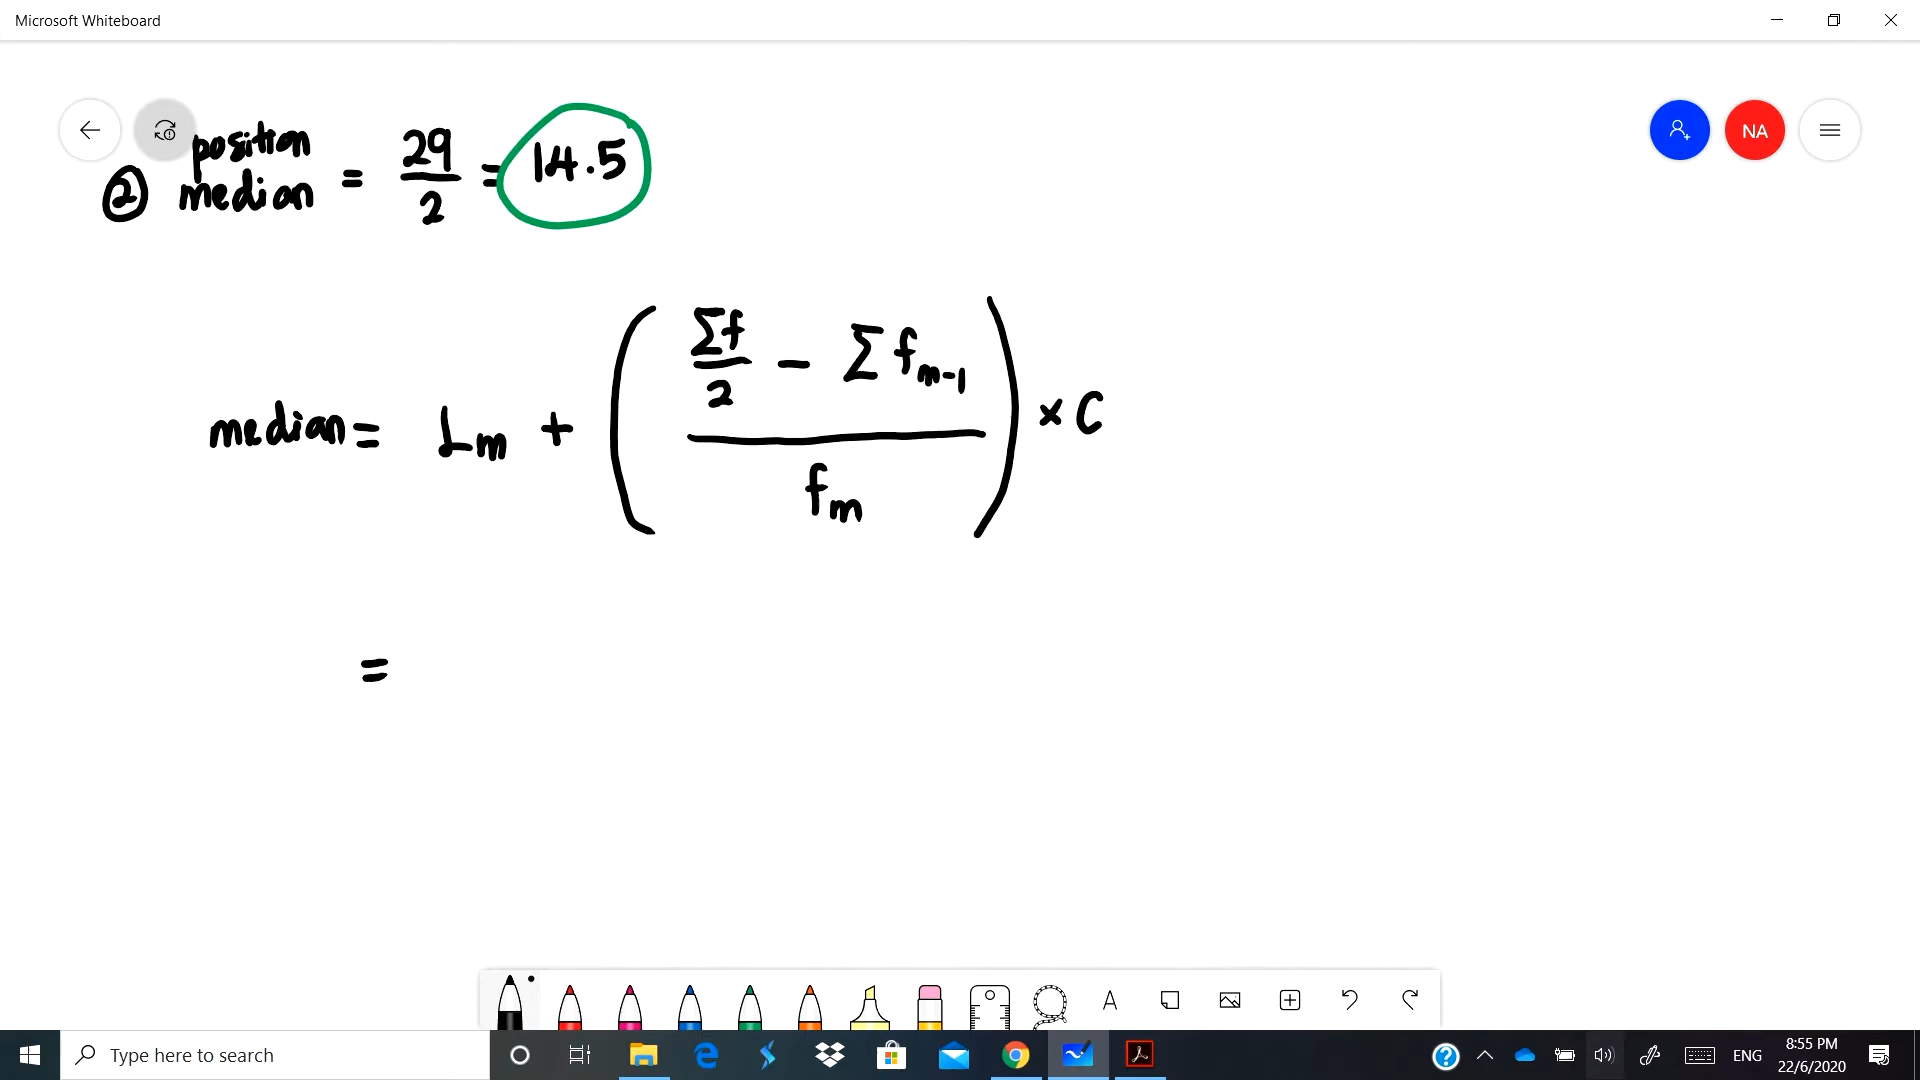 Microsoft Whiteboard
NA
position
② median = 29/2 = 14.5
median = Lm + ( (Σf/2 − Σfm−1) / fm ) × C
=
A
Type here to search
ENG
8:55 PM
22/6/2020